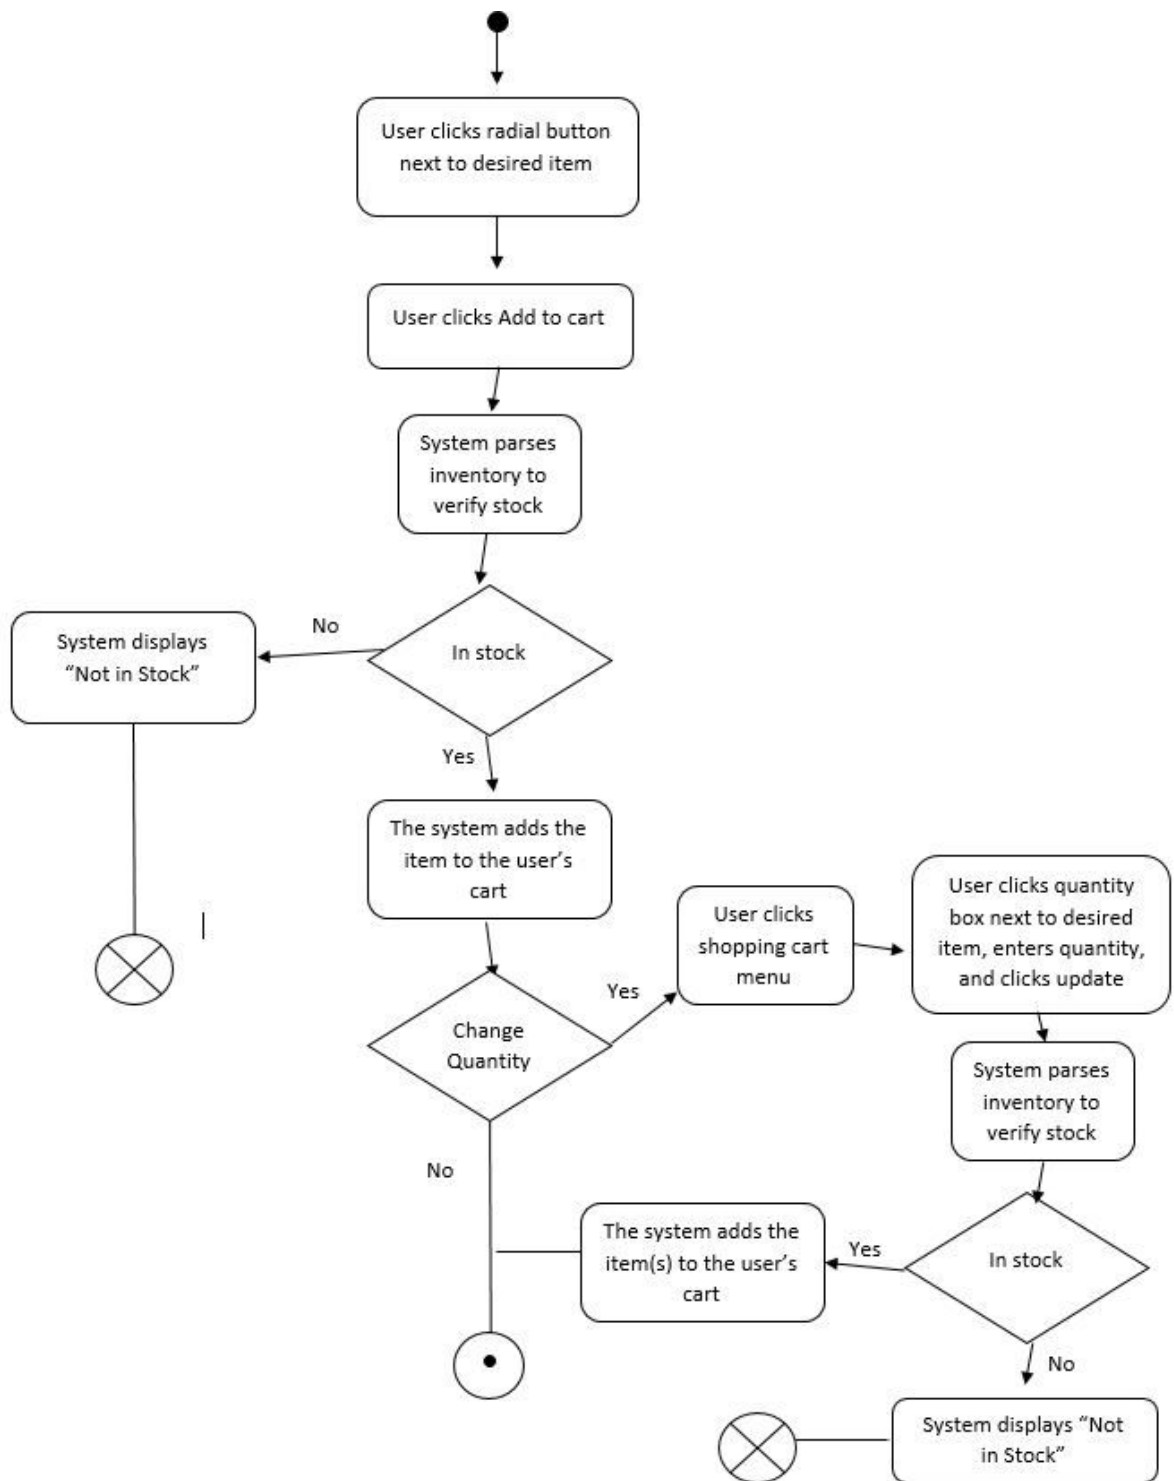 User clicks radial button
next to desired item
User clicks Add to cart
System parses
inventory to
verify stock
In stock
No
System displays
“Not in Stock”
Yes
The system adds the
item to the user’s
cart
Change
Quantity
Yes
User clicks
shopping cart
menu
User clicks quantity
box next to desired
item, enters quantity,
and clicks update
System parses
inventory to
verify stock
In stock
Yes
The system adds the
item(s) to the user’s
cart
No
No
System displays “Not
in Stock”